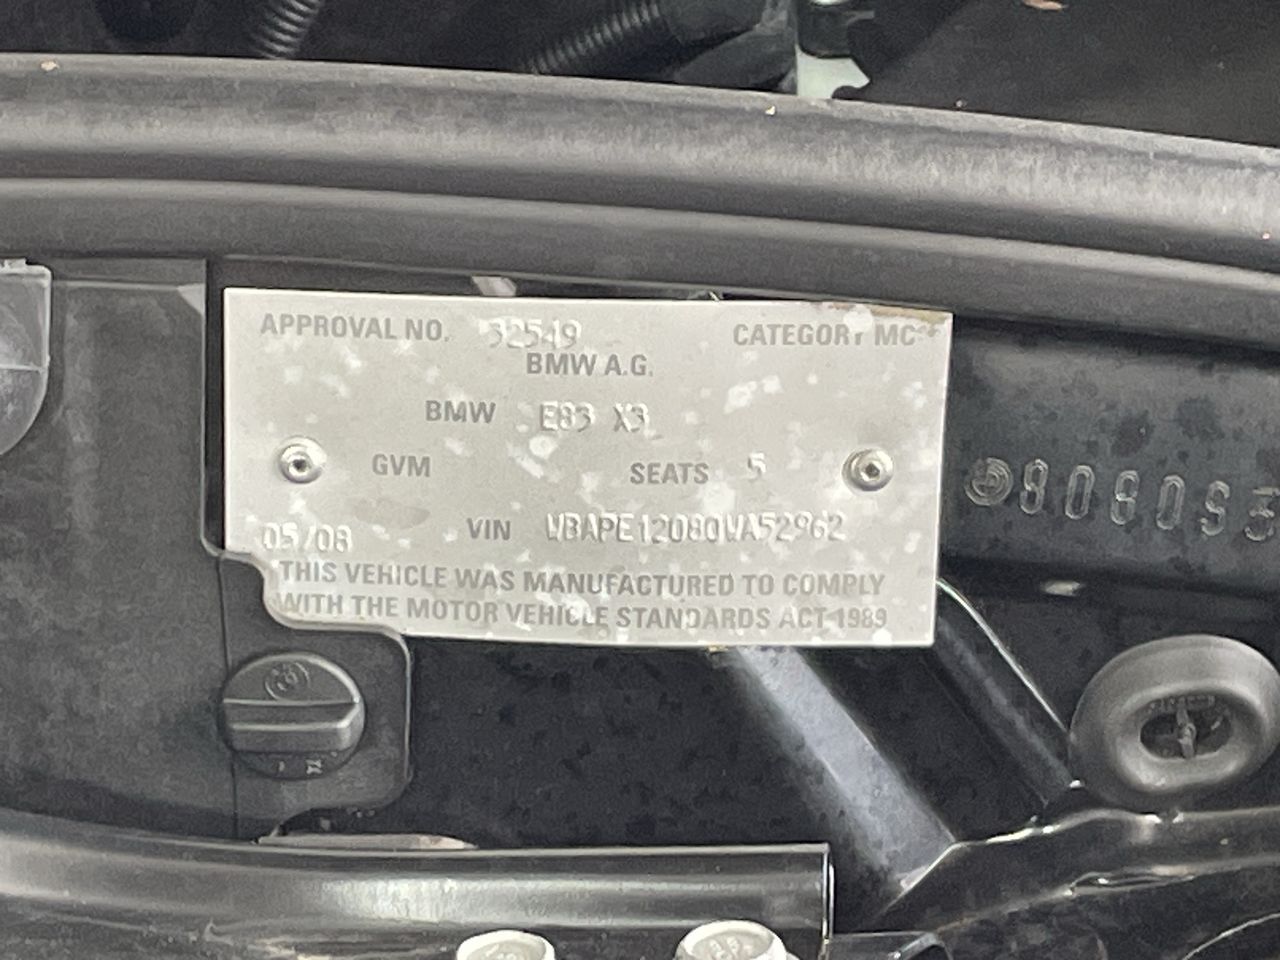 APPROVAL NO. 32549 CATEGORY MC
BMW A.G.
BMW E83 X3
GVM SEATS 5
05/08 VIN WBAPE12080WA52962
THIS VEHICLE WAS MANUFACTURED TO COMPLY
WITH THE MOTOR VEHICLE STANDARDS ACT 1989